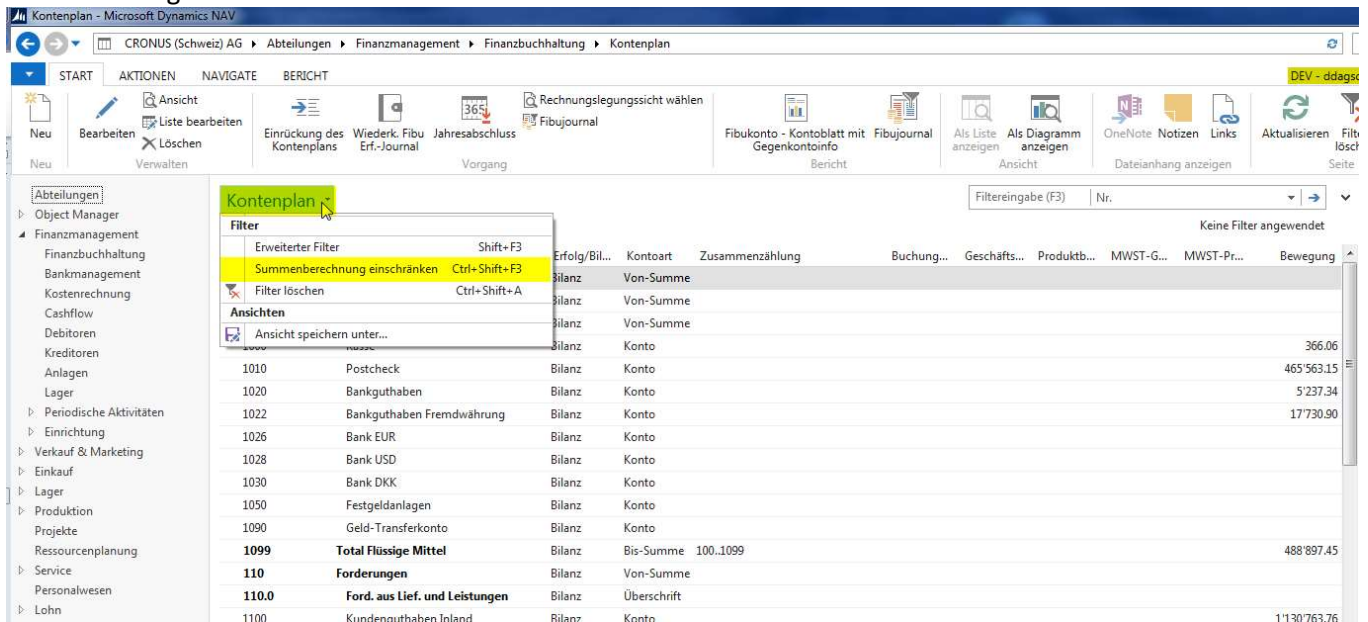 Kontenplan - Microsoft Dynamics NAV
CRONUS (Schweiz) AG Abteilungen Finanzmanagement Finanzbuchhaltung Kontenplan
START AKTIONEN NAVIGATE BERICHT
DEV - ddagsc
Neu Bearbeiten Ansicht Liste bearbeiten Löschen
Einrückung des Kontenplans Wiederk. Fibu Erf.-Journal 365 Jahresabschluss Rechnungslegungssicht wählen Fibujournal
Fibukonto - Kontoblatt mit Gegenkontoinfo Fibujournal
Als Liste anzeigen Als Diagramm anzeigen
OneNote Notizen Links
Aktualisieren Filte lösch
Neu Verwalten Vorgang Bericht Ansicht Dateianhang anzeigen Seite
Abteilungen
Object Manager
Finanzmanagement
Finanzbuchhaltung
Bankmanagement
Kostenrechnung
Cashflow
Debitoren
Kreditoren
Anlagen
Lager
Periodische Aktivitäten
Einrichtung
Verkauf & Marketing
Einkauf
Lager
Produktion
Projekte
Ressourcenplanung
Service
Personalwesen
Lohn
Kontenplan
Filtereingabe (F3) Nr.
Keine Filter angewendet
Filter
Erweiterter Filter Shift+F3
Summenberechnung einschränken Ctrl+Shift+F3
Filter löschen Ctrl+Shift+A
Ansichten
Ansicht speichern unter...
Erfolg/Bil... Kontoart Zusammenzählung Buchung... Geschäfts... Produktb... MWST-G... MWST-Pr... Bewegung
Bilanz Von-Summe
Bilanz Von-Summe
Bilanz Von-Summe
Bilanz Konto 366.06
1010 Postcheck Bilanz Konto 465'563.15
1020 Bankguthaben Bilanz Konto 5'237.34
1022 Bankguthaben Fremdwährung Bilanz Konto 17'730.90
1026 Bank EUR Bilanz Konto
1028 Bank USD Bilanz Konto
1030 Bank DKK Bilanz Konto
1050 Festgeldanlagen Bilanz Konto
1090 Geld-Transferkonto Bilanz Konto
1099 Total Flüssige Mittel Bilanz Bis-Summe 100..1099 488'897.45
110 Forderungen Bilanz Von-Summe
110.0 Ford. aus Lief. und Leistungen Bilanz Überschrift
1100 Kundenguthaben Inland Bilanz Konto 1'130'763.76